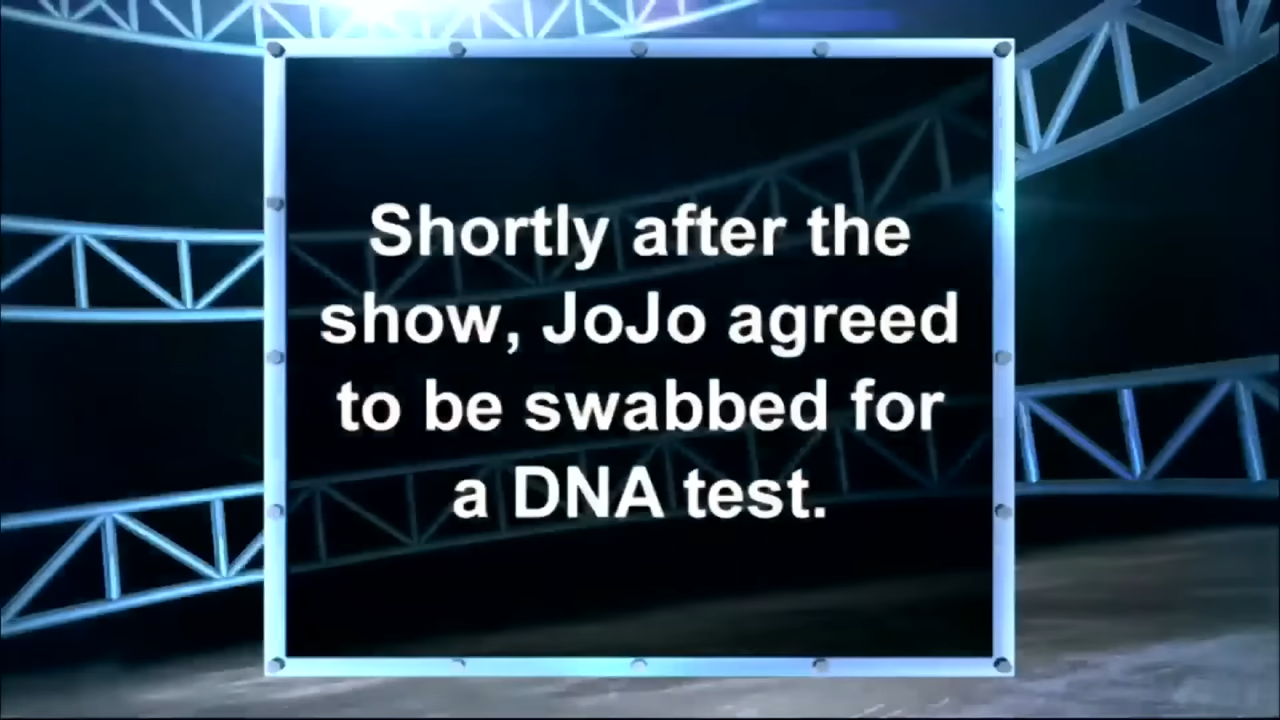 Shortly after the
show, JoJo agreed
to be swabbed for
a DNA test.